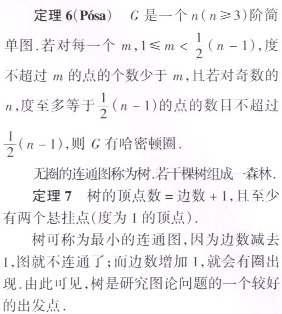 定理6(Pósa) G是一个n(n≥3)阶简
单图.若对每一个m,1≤m<\frac{1}{2}(n-1),度
不超过m的点的个数少于m,且若对奇数的
n,度至多等于\frac{1}{2}(n-1)的点的数目不超过
\frac{1}{2}(n-1),则G有哈密顿圈.
无圈的连通图称为树.若干棵树组成一森林.
定理7 树的顶点数=边数+1,且至少
有两个悬挂点(度为1的顶点).
树可称为最小的连通图,因为边数减去
1,图就不连通了;而边数增加1,就会有圈出
现.由此可见,树是研究图论问题的一个较好
的出发点.